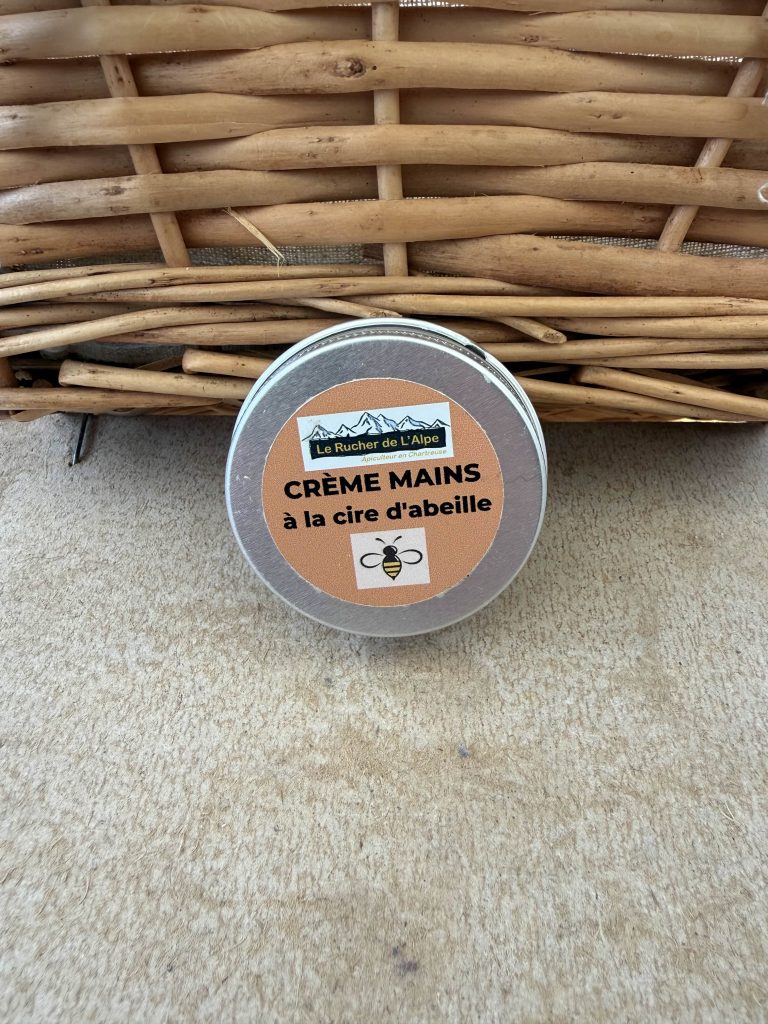 Le Rucher de L'Alpe
Apiculteur en Chartreuse
CRÈME MAINS
à la cire d'abeille